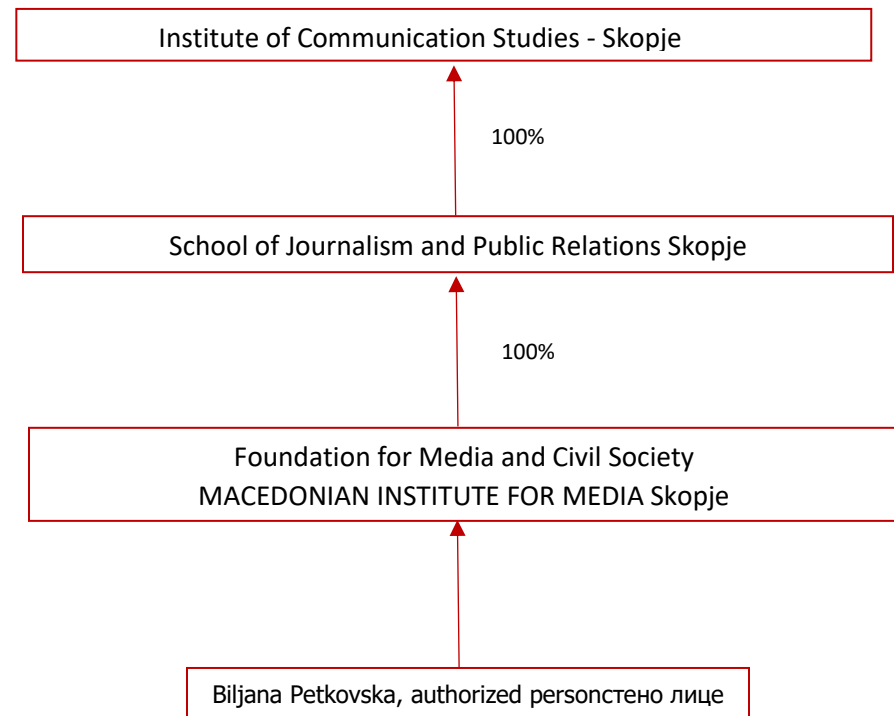 Institute of Communication Studies - Skopje
100%
School of Journalism and Public Relations Skopje
100%
Foundation for Media and Civil Society
MACEDONIAN INSTITUTE FOR MEDIA Skopje
Biljana Petkovska, authorized personстено лице